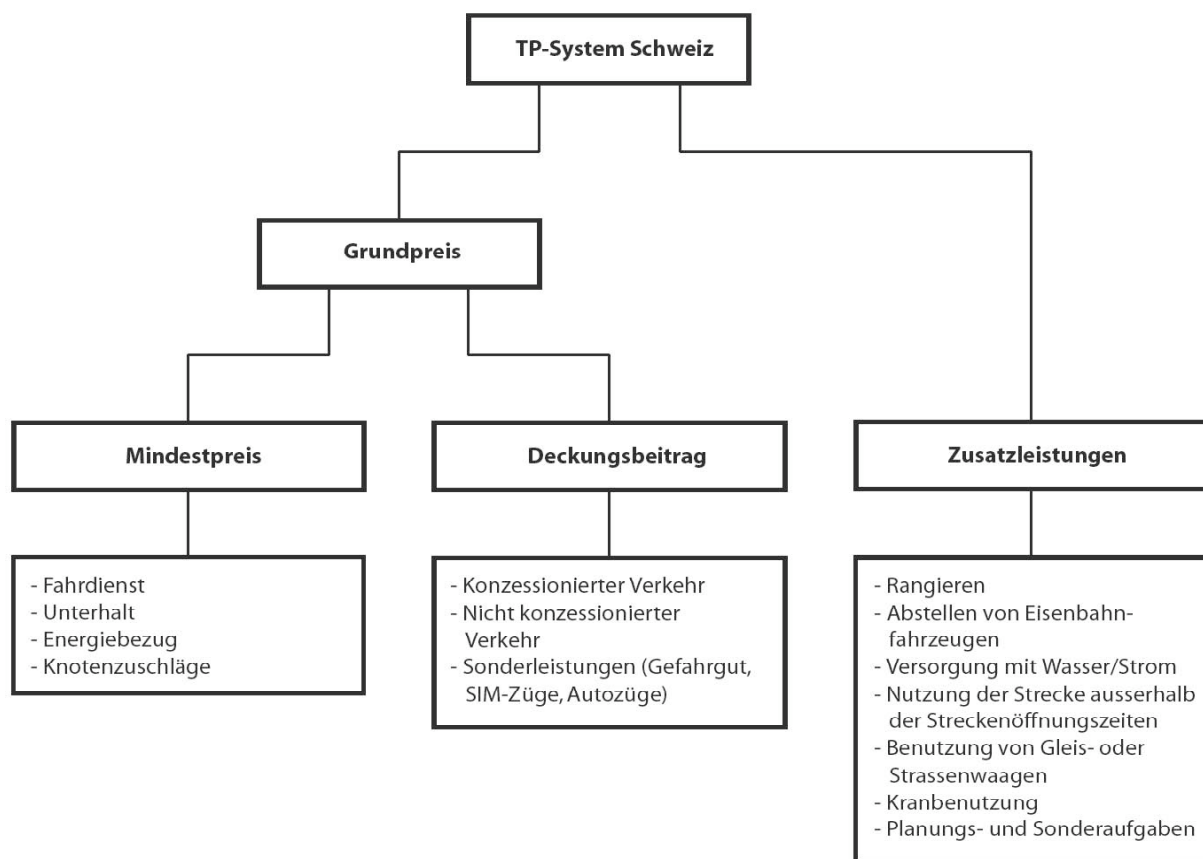 TP-System Schweiz
Grundpreis
Mindestpreis
Deckungsbeitrag
Zusatzleistungen
- Fahrdienst
- Unterhalt
- Energiebezug
- Knotenzuschläge
- Konzessionierter Verkehr
- Nicht konzessionierter
Verkehr
- Sonderleistungen (Gefahrgut,
SIM-Züge, Autozüge)
- Rangieren
- Abstellen von Eisenbahn-
fahrzeugen
- Versorgung mit Wasser/Strom
- Nutzung der Strecke ausserhalb
der Streckenöffnungszeiten
- Benutzung von Gleis- oder
Strassenwaagen
- Kranbenutzung
- Planungs- und Sonderaufgaben